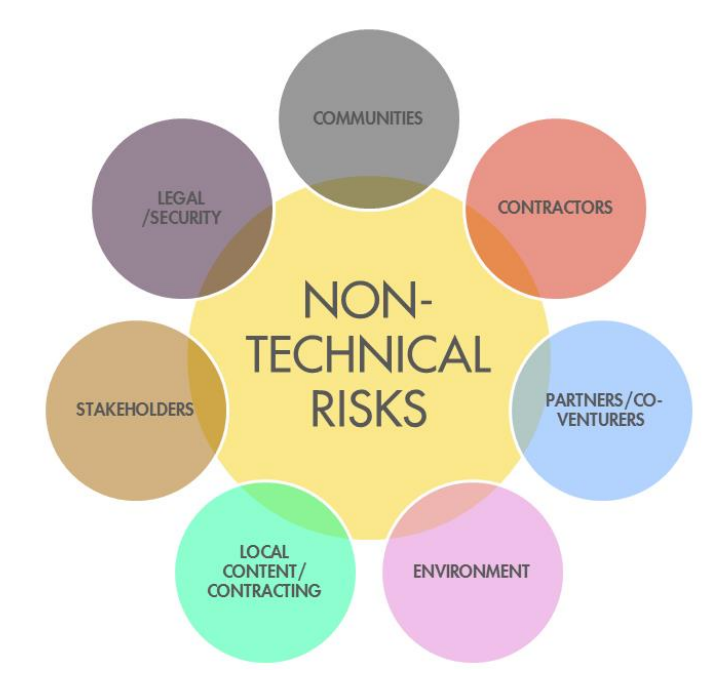 COMMUNITIES
CONTRACTORS
PARTNERS/CO-
VENTURERS
ENVIRONMENT
LOCAL
CONTENT/
CONTRACTING
STAKEHOLDERS
LEGAL
/SECURITY
NON-
TECHNICAL
RISKS